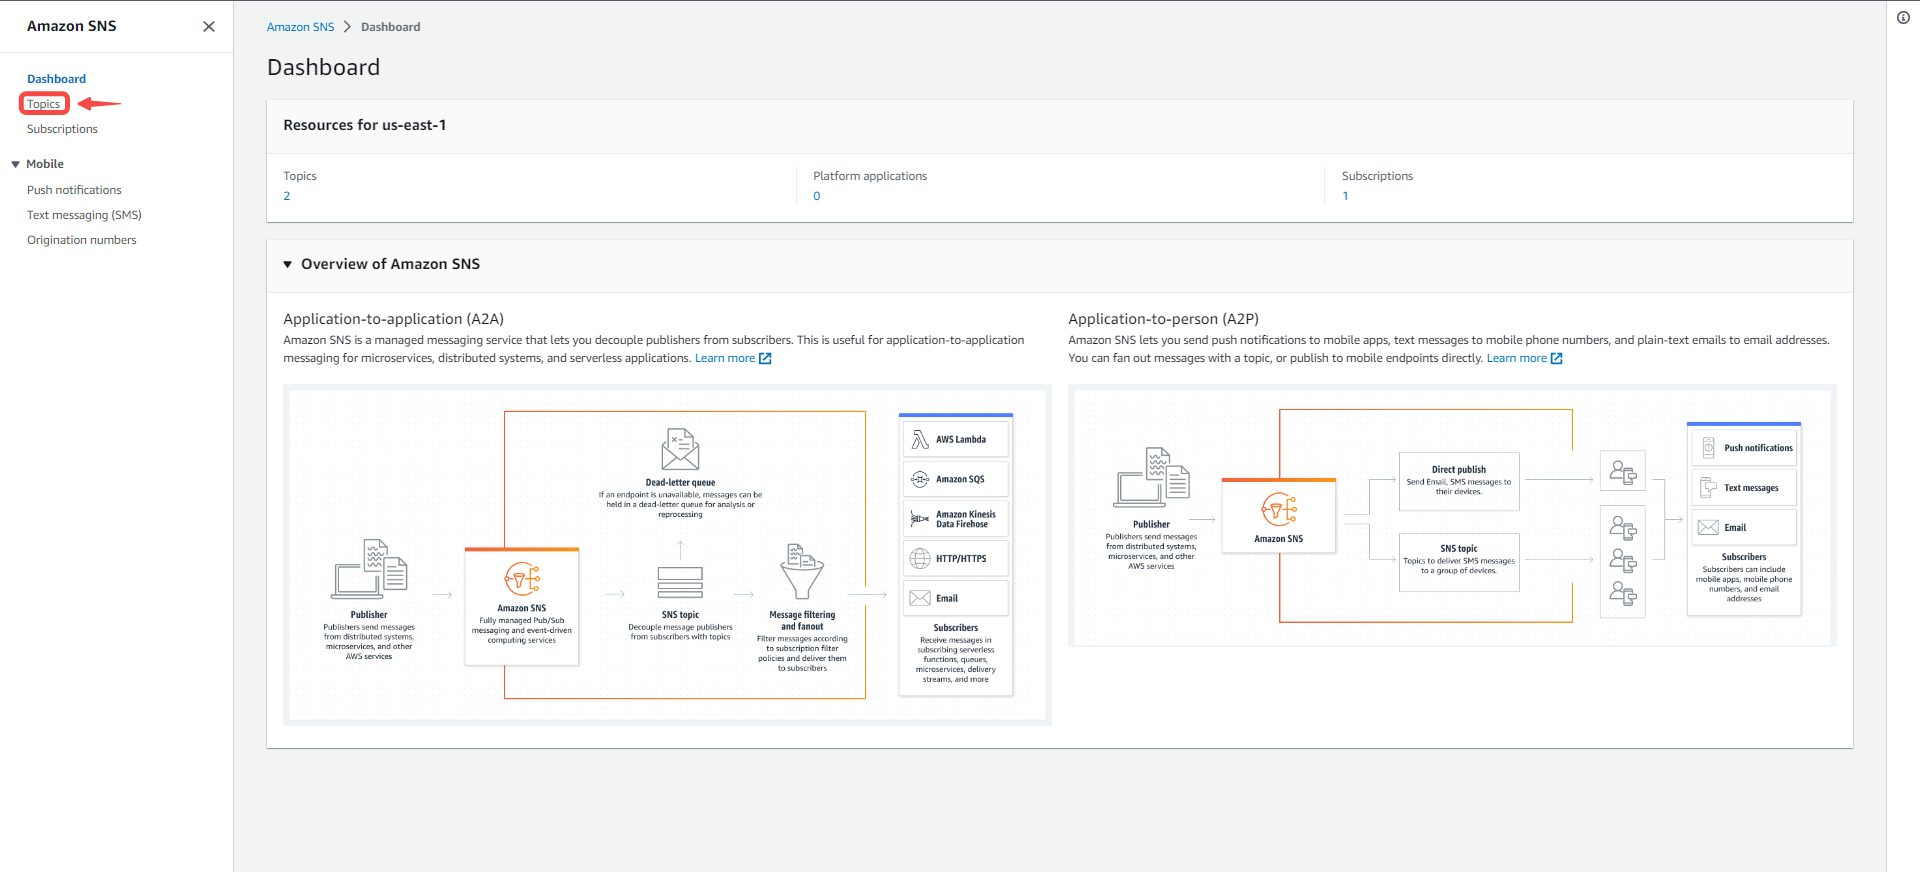 Amazon SNS
Dashboard
Topics
Subscriptions
Mobile
Push notifications
Text messaging (SMS)
Origination numbers
Amazon SNS
Dashboard
Dashboard
Resources for us-east-1
Topics
2
Platform applications
0
Subscriptions
1
Overview of Amazon SNS
Application-to-application (A2A)
Amazon SNS is a managed messaging service that lets you decouple publishers from subscribers. This is useful for application-to-application
messaging for microservices, distributed systems, and serverless applications. Learn more
Publisher
Publishers send messages
from distributed systems,
microservices, and other
AWS services
Amazon SNS
Fully managed Pub/Sub
messaging and event-driven
computing services
Dead-letter queue
If an endpoint is unavailable, messages can be
held in a dead-letter queue for analysis or
reprocessing
SNS topic
Decouple message publishers
from subscribers with topics
Message filtering
and fanout
Filter messages according
to subscription filter
policies and deliver them
to subscribers
AWS Lambda
Amazon SQS
Amazon Kinesis
Data Firehose
HTTP/HTTPS
Email
Subscribers
Receive messages in
subscribing serverless
functions, queues,
microservices, delivery
streams, and more
Application-to-person (A2P)
Amazon SNS lets you send push notifications to mobile apps, text messages to mobile phone numbers, and plain-text emails to email addresses.
You can fan out messages with a topic, or publish to mobile endpoints directly. Learn more
Publisher
Publishers send messages
from distributed systems,
microservices, and other
AWS services
Amazon SNS
Direct publish
Send Email, SMS messages to
their devices.
SNS topic
Topics to deliver SMS messages
to a group of devices.
Push notifications
Text messages
Email
Subscribers
Subscribers can include
mobile apps, mobile phone
numbers, and email
addresses